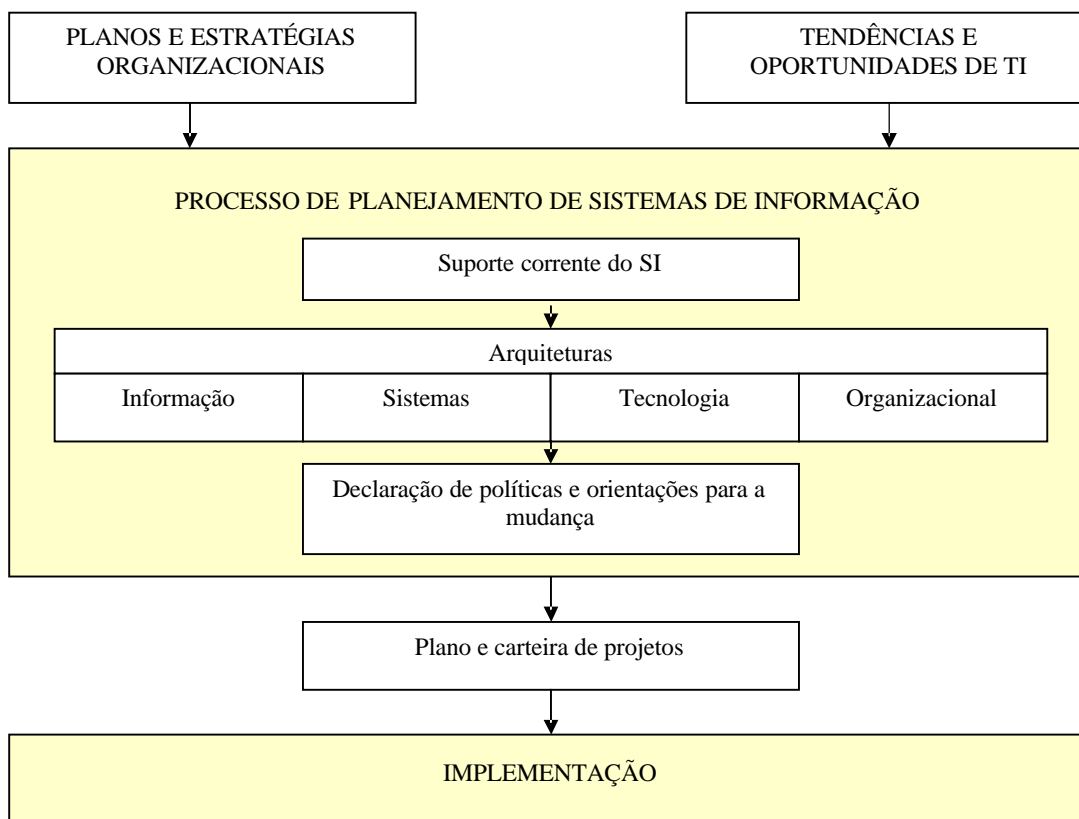 PLANOS E ESTRATÉGIAS
ORGANIZACIONAIS
TENDÊNCIAS E
OPORTUNIDADES DE TI
PROCESSO DE PLANEJAMENTO DE SISTEMAS DE INFORMAÇÃO
Suporte corrente do SI
Arquiteturas
Informação
Sistemas
Tecnologia
Organizacional
Declaração de políticas e orientações para a
mudança
Plano e carteira de projetos
IMPLEMENTAÇÃO